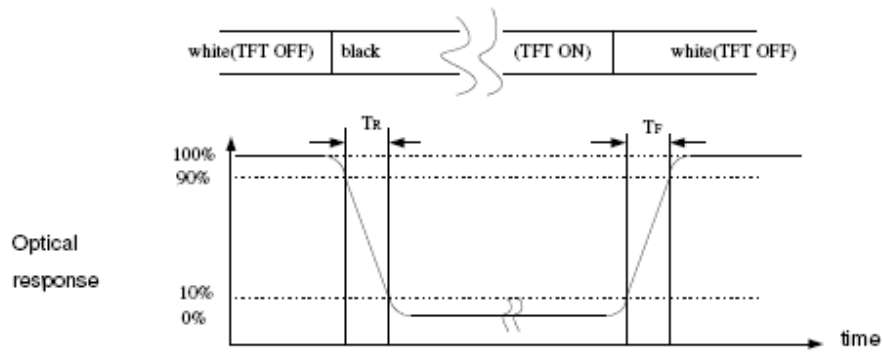 white(TFT OFF) black (TFT ON) white(TFT OFF)
TR TF
100%
90%
Optical
response
10%
0%
time